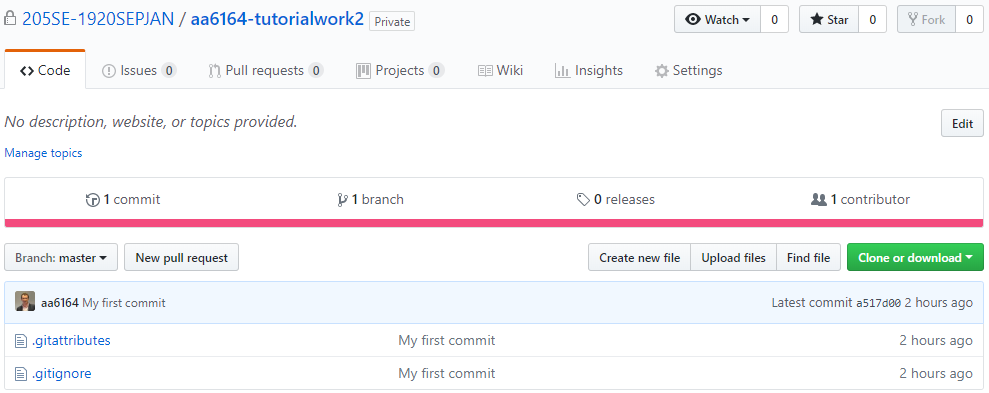 205SE-1920SEPJAN / aa6164-tutorialwork2 Private Watch 0 Star 0 Fork 0
Code Issues 0 Pull requests 0 Projects 0 Wiki Insights Settings
No description, website, or topics provided. Edit
Manage topics
1 commit 1 branch 0 releases 1 contributor
Branch: master New pull request Create new file Upload files Find file Clone or download
aa6164 My first commit Latest commit a517d00 2 hours ago
.gitattributes My first commit 2 hours ago
.gitignore My first commit 2 hours ago